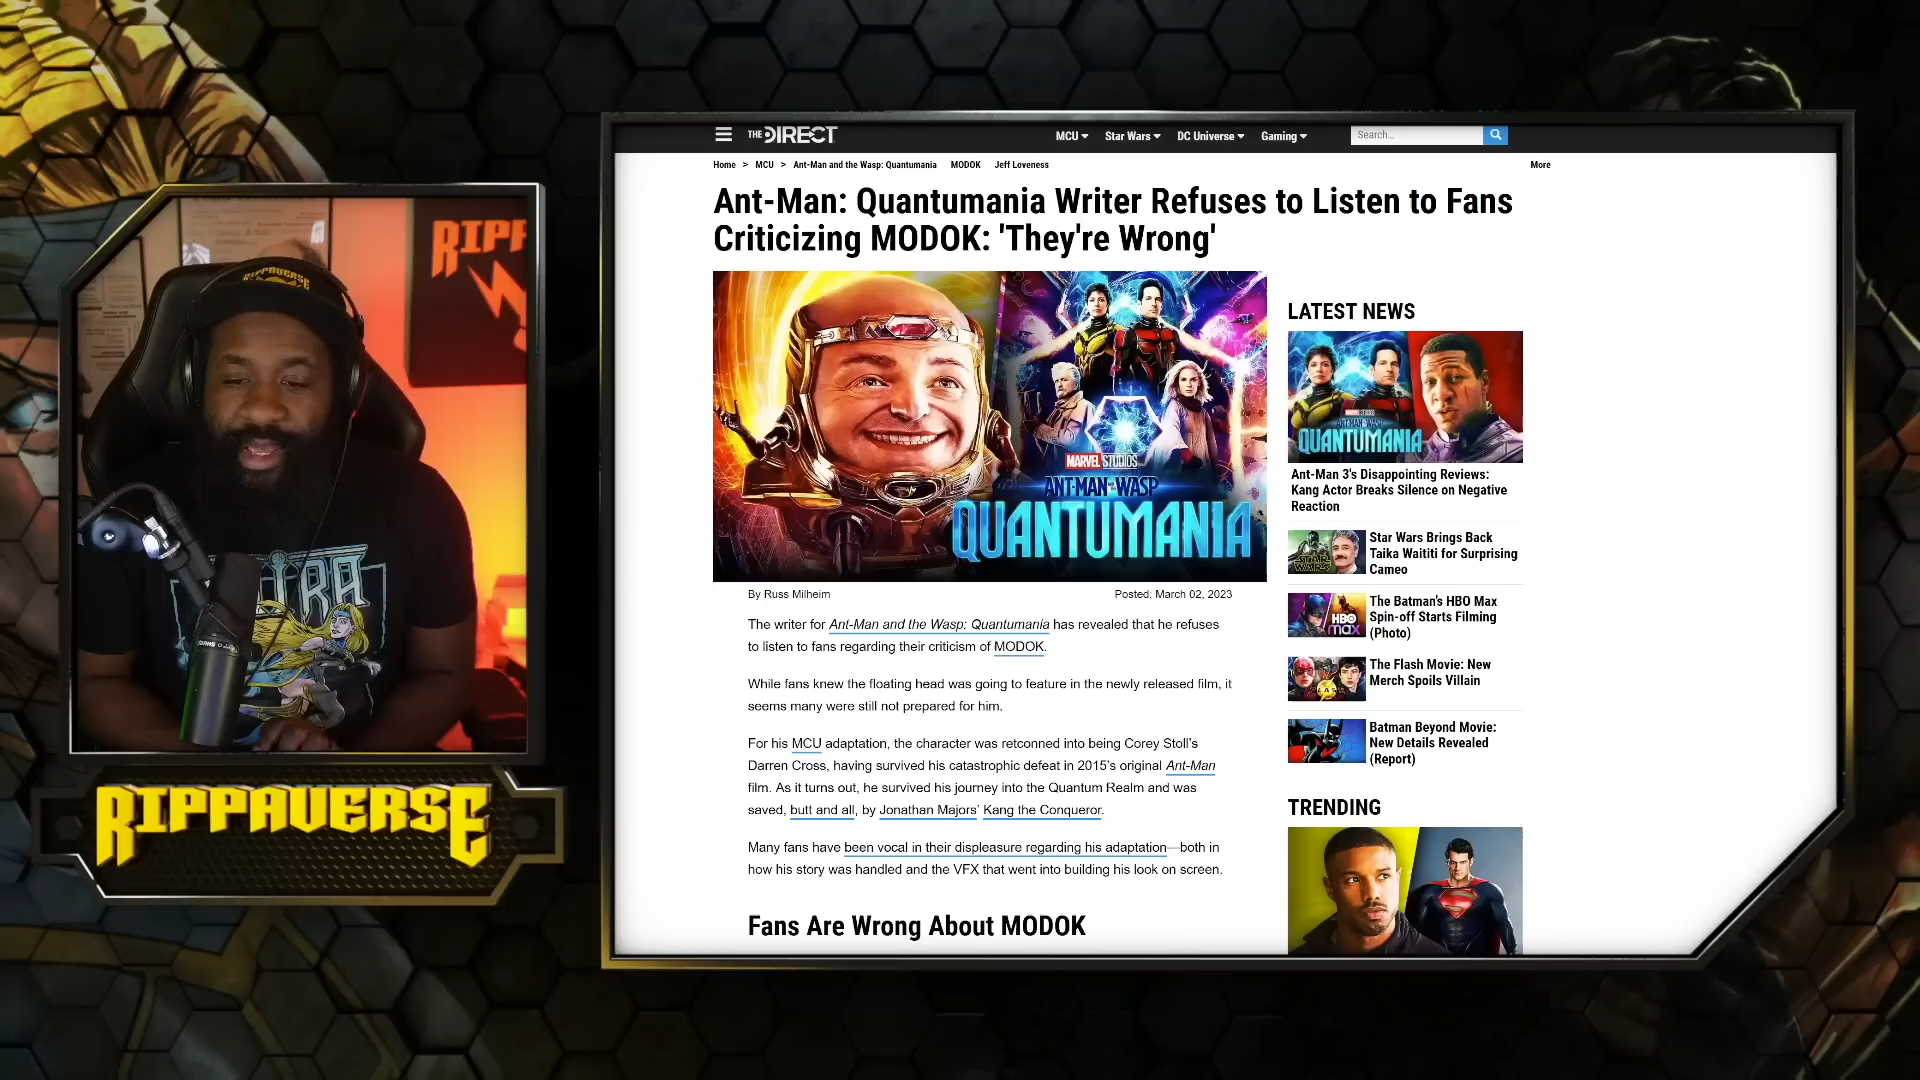 THE DIRECT
MCU Star Wars DC Universe Gaming
Search...
Home > MCU > Ant-Man and the Wasp: Quantumania MODOK Jeff Loveness
More
Ant-Man: Quantumania Writer Refuses to Listen to Fans
Criticizing MODOK: 'They're Wrong'
MARVEL STUDIOS
ANT-MAN AND THE WASP
QUANTUMANIA
By Russ Milheim
Posted: March 02, 2023
The writer for Ant-Man and the Wasp: Quantumania has revealed that he refuses
to listen to fans regarding their criticism of MODOK.
While fans knew the floating head was going to feature in the newly released film, it
seems many were still not prepared for him.
For his MCU adaptation, the character was retconned into being Corey Stoll's
Darren Cross, having survived his catastrophic defeat in 2015's original Ant-Man
film. As it turns out, he survived his journey into the Quantum Realm and was
saved, butt and all, by Jonathan Majors' Kang the Conqueror.
Many fans have been vocal in their displeasure regarding his adaptation—both in
how his story was handled and the VFX that went into building his look on screen.
Fans Are Wrong About MODOK
LATEST NEWS
MARVEL STUDIOS
QUANTUMANIA
Ant-Man 3's Disappointing Reviews:
Kang Actor Breaks Silence on Negative
Reaction
STAR
WARS
Star Wars Brings Back
Taika Waititi for Surprising
Cameo
HBO
max
The Batman's HBO Max
Spin-off Starts Filming
(Photo)
The Flash Movie: New
Merch Spoils Villain
Batman Beyond Movie:
New Details Revealed
(Report)
TRENDING
RIPPAVERSE
RIPP
RIPPAVERSE